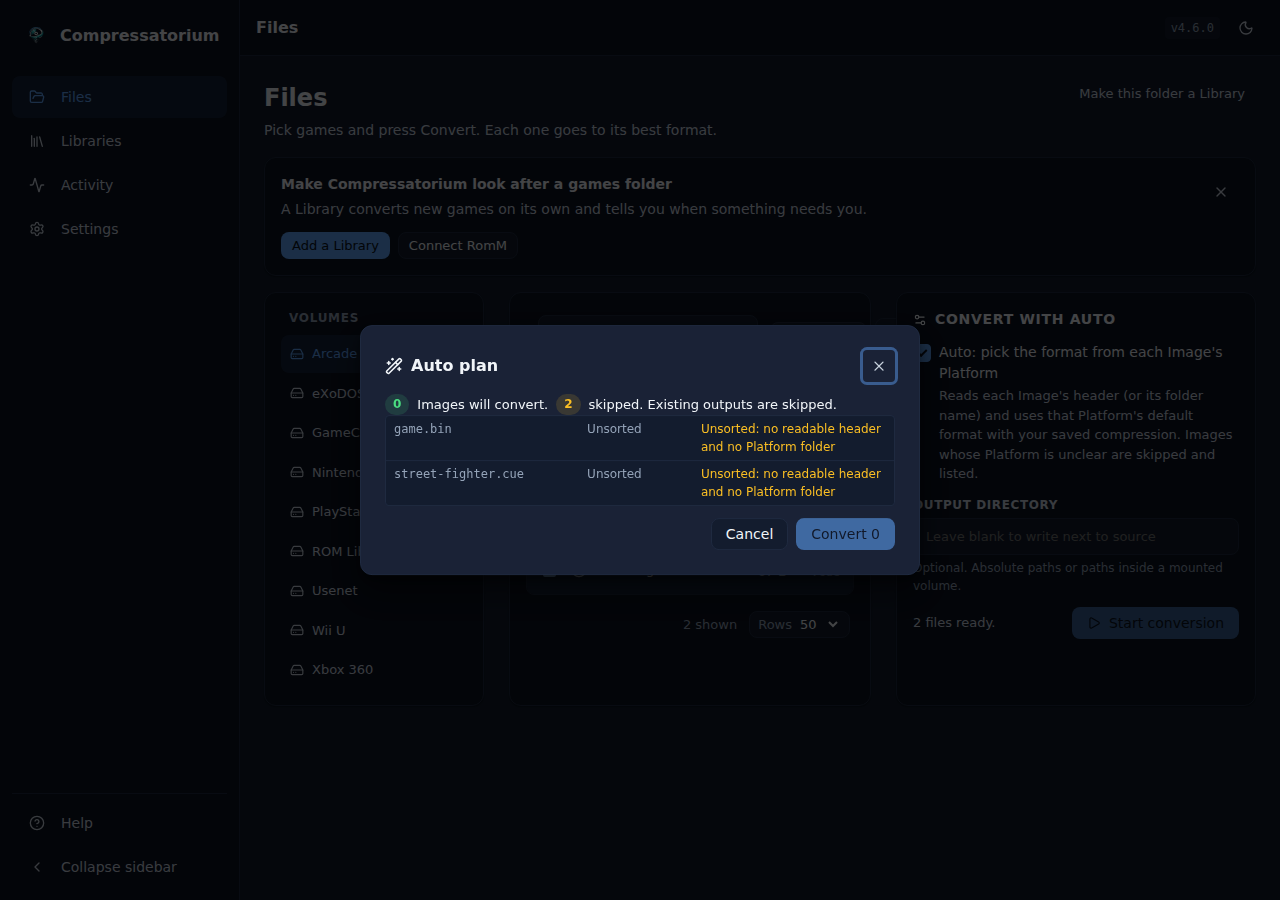 Compressatorium
Files
Libraries
Activity
Settings
Help
Collapse sidebar
Files
v4.6.0
Files
Make this folder a Library
Pick games and press Convert. Each one goes to its best format.
Make Compressatorium look after a games folder
A Library converts new games on its own and tells you when something needs you.
Add a Library
Connect RomM
VOLUMES
Arcade
eXoDOS
GameC
Nintend
PlaySta
ROM Li
Usenet
Wii U
Xbox 360
2 shown
Rows 50
CONVERT WITH AUTO
Auto: pick the format from each Image's
Platform
Reads each Image's header (or its folder
name) and uses that Platform's default
format with your saved compression. Images
whose Platform is unclear are skipped and
listed.
OUTPUT DIRECTORY
Leave blank to write next to source
Optional. Absolute paths or paths inside a mounted
volume.
2 files ready.
Start conversion
Auto plan
0 Images will convert. 2 skipped. Existing outputs are skipped.
game.bin Unsorted Unsorted: no readable header
and no Platform folder
street-fighter.cue Unsorted Unsorted: no readable header
and no Platform folder
Cancel
Convert 0